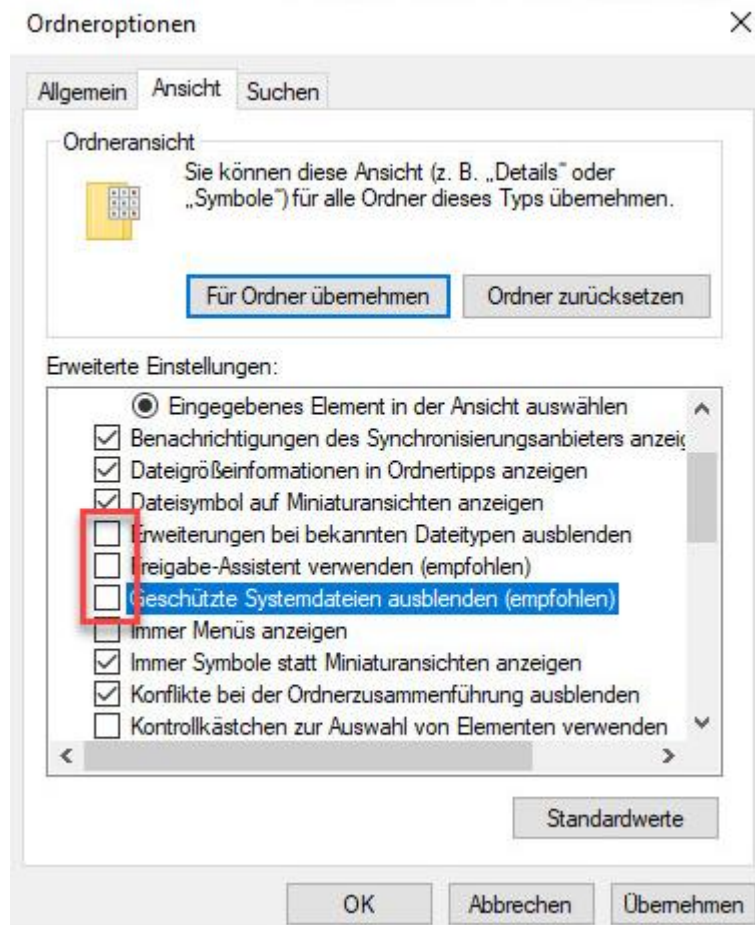 Ordneroptionen
Allgemein Ansicht Suchen
Ordneransicht
Sie können diese Ansicht (z. B. „Details" oder
„Symbole") für alle Ordner dieses Typs übernehmen.
Für Ordner übernehmen Ordner zurücksetzen
Erweiterte Einstellungen:
Eingegebenes Element in der Ansicht auswählen
Benachrichtigungen des Synchronisierungsanbieters anzeig
Dateigrößeinformationen in Ordnertipps anzeigen
Dateisymbol auf Miniaturansichten anzeigen
Erweiterungen bei bekannten Dateitypen ausblenden
Freigabe-Assistent verwenden (empfohlen)
Geschützte Systemdateien ausblenden (empfohlen)
Immer Menüs anzeigen
Immer Symbole statt Miniaturansichten anzeigen
Konflikte bei der Ordnerzusammenführung ausblenden
Kontrollkästchen zur Auswahl von Elementen verwenden
Standardwerte
OK Abbrechen Übernehmen